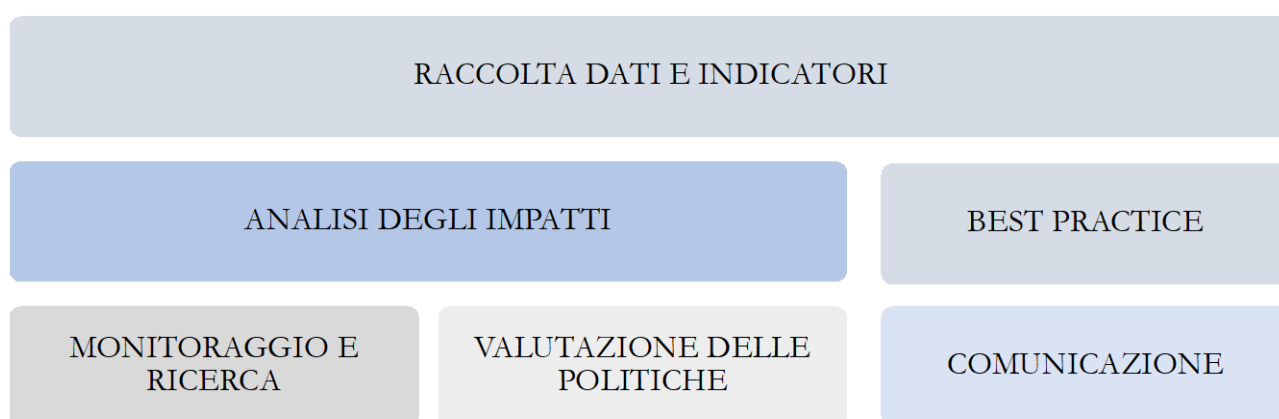 RACCOLTA DATI E INDICATORI
ANALISI DEGLI IMPATTI
BEST PRACTICE
MONITORAGGIO E
RICERCA
VALUTAZIONE DELLE
POLITICHE
COMUNICAZIONE